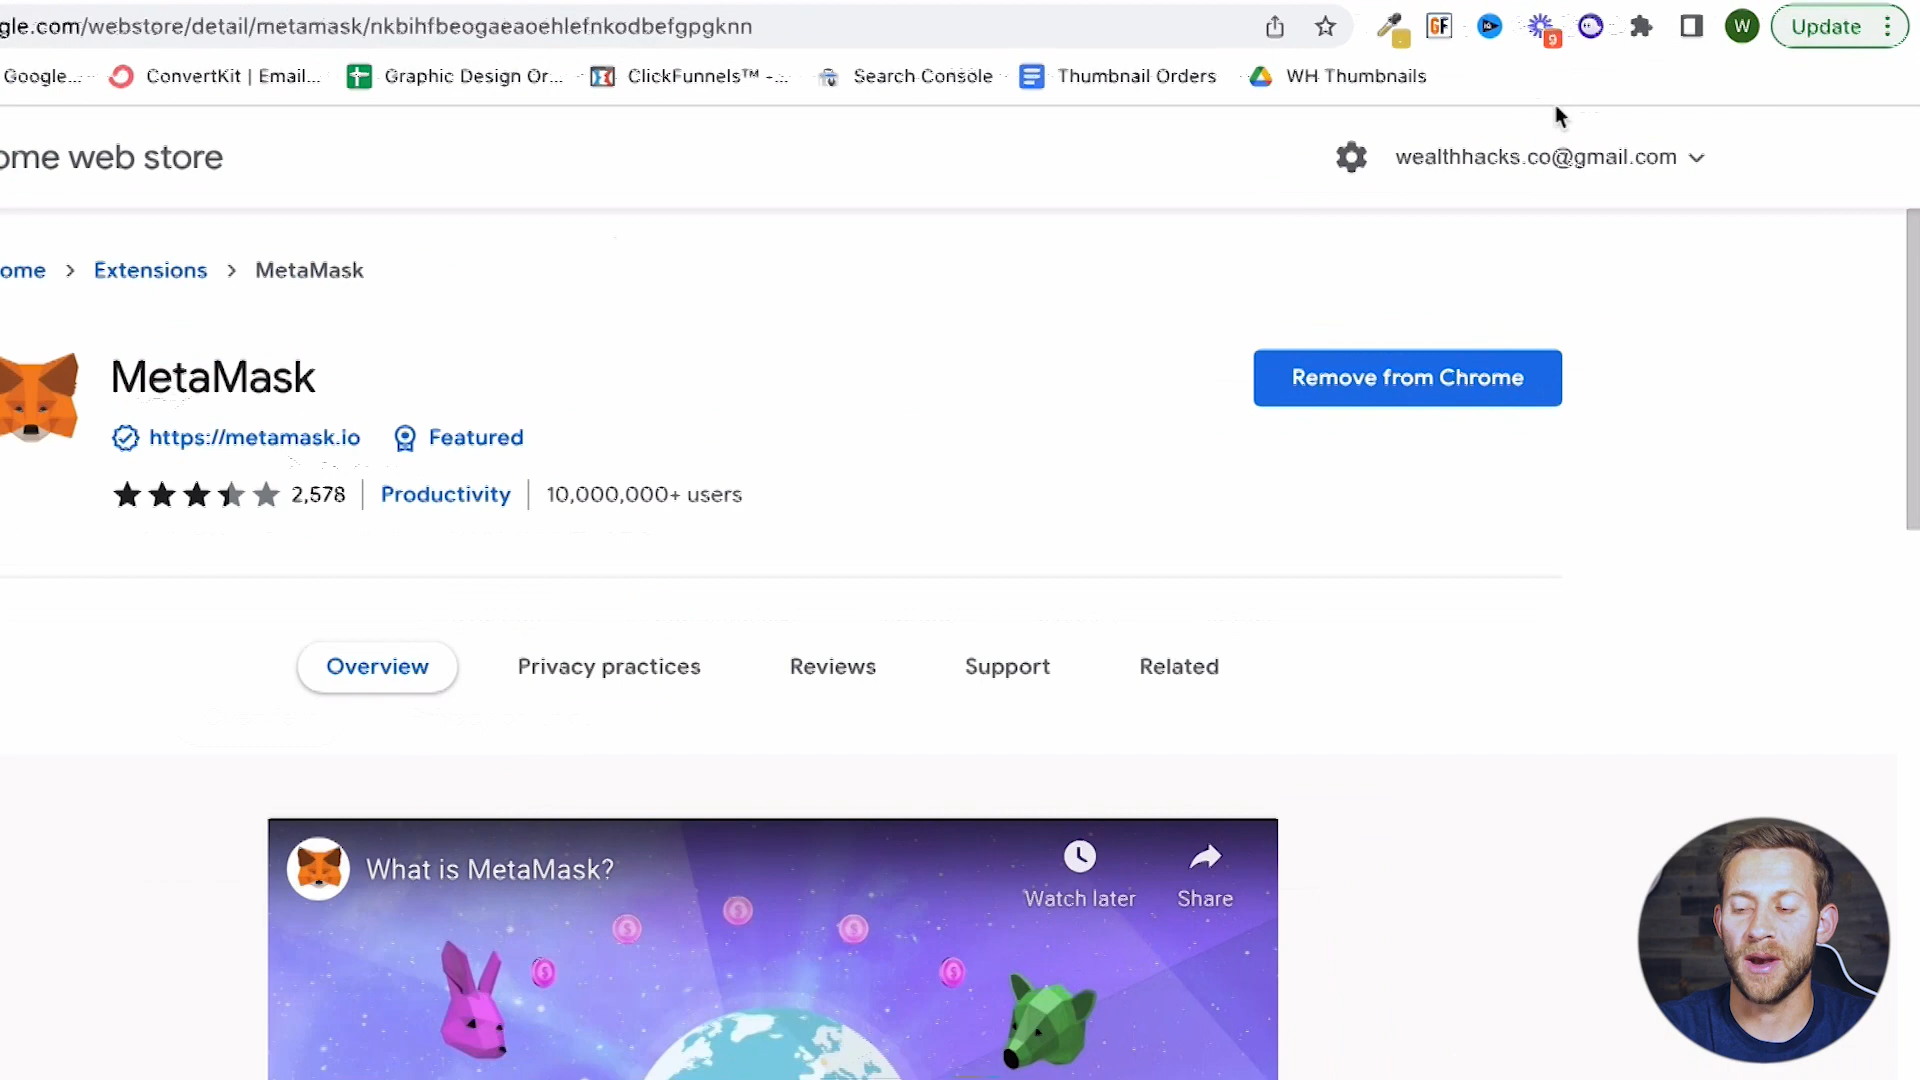 gle.com/webstore/detail/metamask/nkbihfbeogaeaoehlefnkodbefgpgknn
GF
9
W
Update
Google...
ConvertKit | Email...
Graphic Design Or...
ClickFunnels™ -...
Search Console
Thumbnail Orders
WH Thumbnails
ome web store
wealthhacks.co@gmail.com
ome > Extensions > MetaMask
MetaMask
Remove from Chrome
https://metamask.io
Featured
2,578
Productivity
10,000,000+ users
Overview
Privacy practices
Reviews
Support
Related
What is MetaMask?
Watch later
Share